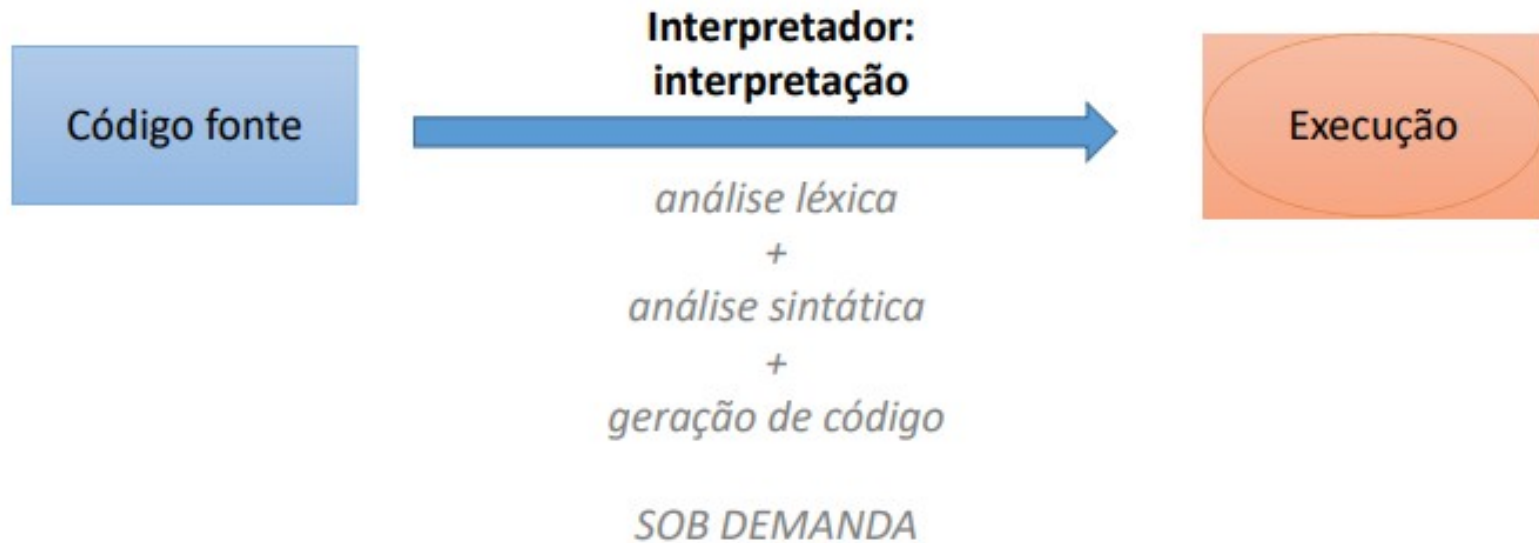 Código fonte
Interpretador:
interpretação
Execução
análise léxica
+
análise sintática
+
geração de código
SOB DEMANDA